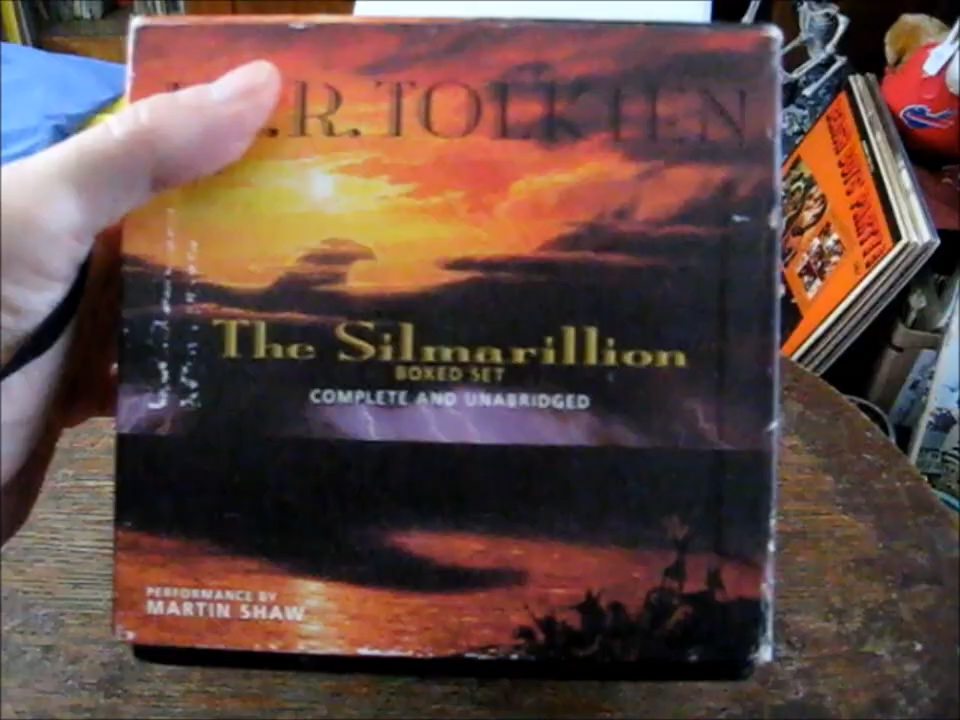 .R. TOLKIEN
The Silmarillion
BOXED SET
COMPLETE AND UNABRIDGED
PERFORMANCE BY
MARTIN SHAW